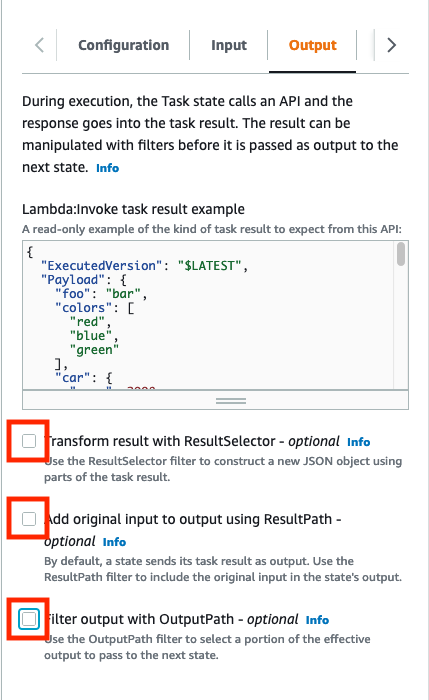 Configuration
Input
Output
During execution, the Task state calls an API and the
response goes into the task result. The result can be
manipulated with filters before it is passed as output to the
next state. Info
Lambda:Invoke task result example
A read-only example of the kind of task result to expect from this API:
{
"ExecutedVersion": "$LATEST",
"Payload": {
"foo": "bar",
"colors": [
"red",
"blue",
"green"
],
"car": {
Transform result with ResultSelector - optional Info
Use the ResultSelector filter to construct a new JSON object using
parts of the task result.
Add original input to output using ResultPath -
optional Info
By default, a state sends its task result as output. Use the
ResultPath filter to include the original input in the state's output.
Filter output with OutputPath - optional Info
Use the OutputPath filter to select a portion of the effective
output to pass to the next state.